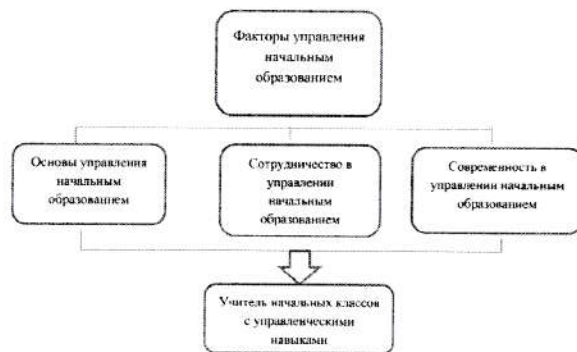 Факторы управления
начальным
образованием
Основы управления
начальным
образованием
Сотрудничество в
управлении
начальным
образованием
Современность в
управлении начальным
образованием
Учитель начальных классов
с управленческими
навыками